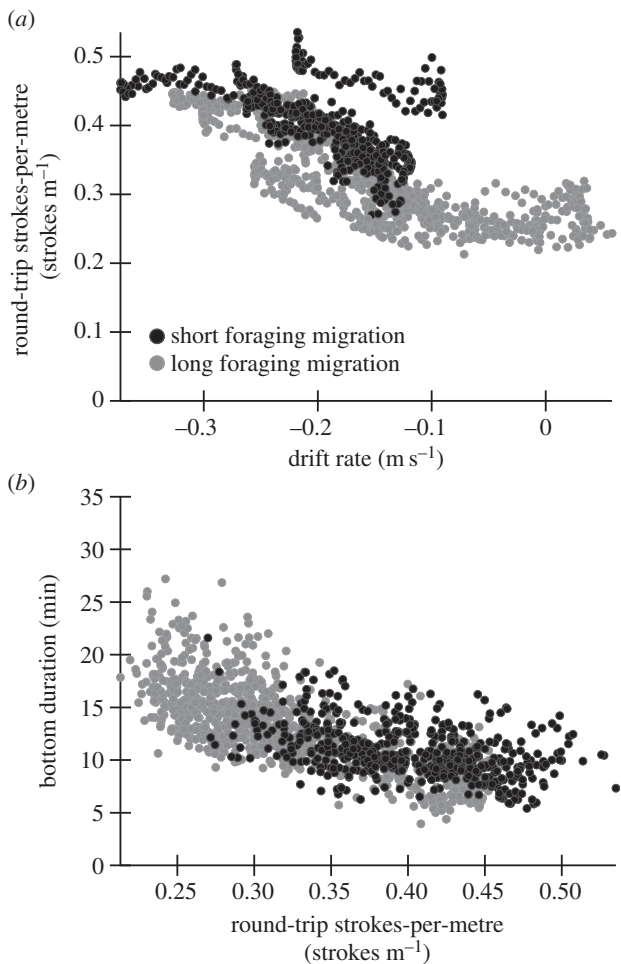 (a)
0.5
0.4
0.3
0.2
0.1
0
round-trip strokes-per-metre
(strokes m⁻¹)
short foraging migration
long foraging migration
–0.3
–0.2
–0.1
0
drift rate (m s⁻¹)
(b)
35
30
25
20
15
10
5
0
bottom duration (min)
0.25
0.30
0.35
0.40
0.45
0.50
round-trip strokes-per-metre
(strokes m⁻¹)